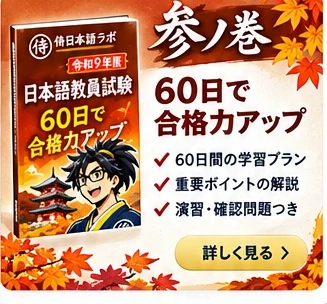 侍 侍日本語ラボ
令和9年版
日本語教員試験
60日で
合格力アップ
参ノ巻
60日で
合格力アップ
60日間の学習プラン
重要ポイントの解説
演習・確認問題つき
詳しく見る